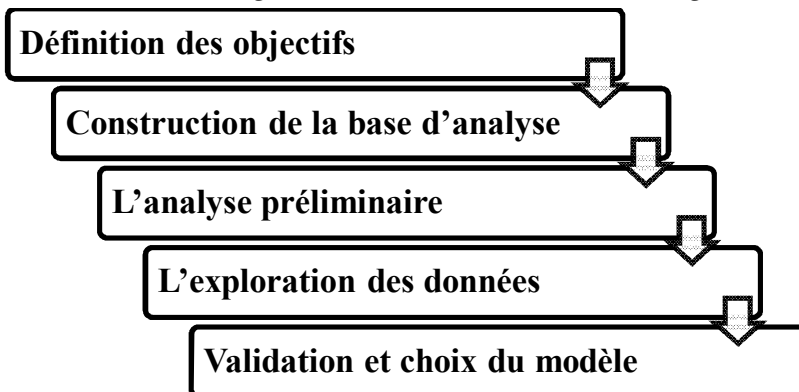 Définition des objectifs
Construction de la base d’analyse
L’analyse préliminaire
L’exploration des données
Validation et choix du modèle